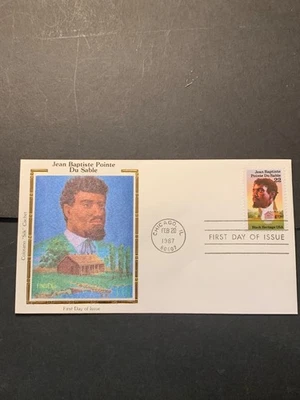 Jean Baptiste Pointe
Du Sable
Colorano "Silk" Cachet
First Day of Issue
CHICAGO, IL
FEB 20
1987
60607
FIRST DAY OF ISSUE
Jean Baptiste
Pointe Du Sable
22
Black Heritage USA